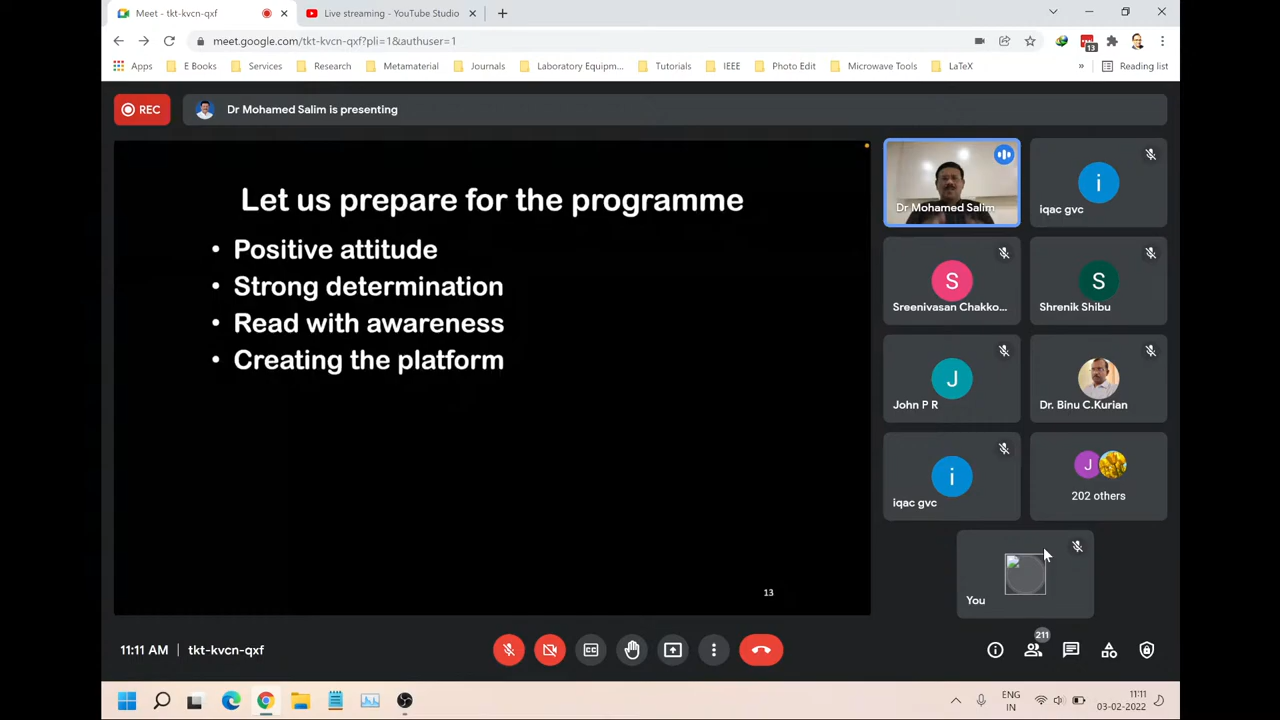 Meet - tkt-kvcn-qxf
Live streaming - YouTube Studio
meet.google.com/tkt-kvcn-qxf?pli=1&authuser=1
Apps E Books Services Research Metamaterial Journals Laboratory Equipm... Tutorials IEEE Photo Edit Microwave Tools LaTeX » Reading list
13
REC
Dr Mohamed Salim is presenting
Let us prepare for the programme
• Positive attitude
• Strong determination
• Read with awareness
• Creating the platform
13
Dr Mohamed Salim
i
iqac gvc
S
Sreenivasan Chakko...
S
Shrenik Shibu
J
John P R
Dr. Binu C.Kurian
i
iqac gvc
J
202 others
You
11:11 AM | tkt-kvcn-qxf
CC
211
ENG
IN
11:11
03-02-2022